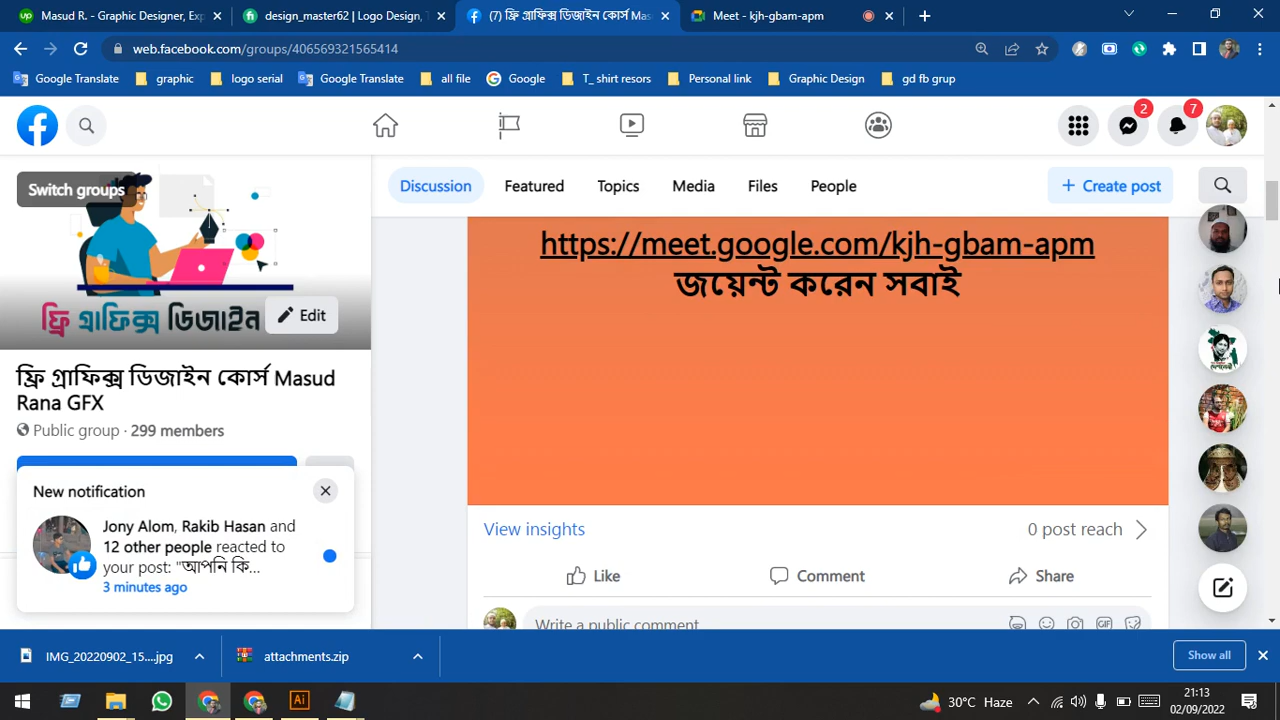 Masud R. - Graphic Designer, Exp
design_master62 | Logo Design, T
(7) ফ্রি গ্রাফিক্স ডিজাইন কোর্স Mas
Meet - kjh-gbam-apm
web.facebook.com/groups/406569321565414
Google Translate
graphic
logo serial
Google Translate
all file
Google
T_ shirt resors
Personal link
Graphic Design
gd fb grup
2
7
Switch groups
Discussion
Featured
Topics
Media
Files
People
+ Create post
https://meet.google.com/kjh-gbam-apm
জয়েন্ট করেন সবাই
ফ্রি গ্রাফিক্স ডিজাইন
Edit
ফ্রি গ্রাফিক্স ডিজাইন কোর্স Masud
Rana GFX
Public group · 299 members
New notification
Jony Alom, Rakib Hasan and
12 other people reacted to
your post: "আপনি কি...
3 minutes ago
View insights
0 post reach
Like
Comment
Share
Write a public comment
GIF
IMG_20220902_15....jpg
attachments.zip
Show all
Ai
30°C Haze
21:13
02/09/2022